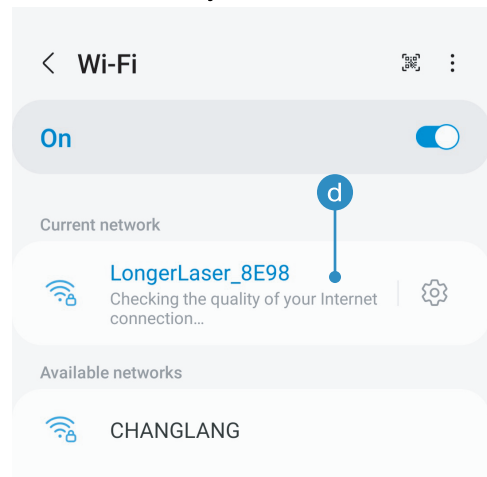 Wi-Fi
On
d
Current network
LongerLaser_8E98
Checking the quality of your Internet
connection...
Available networks
CHANGLANG